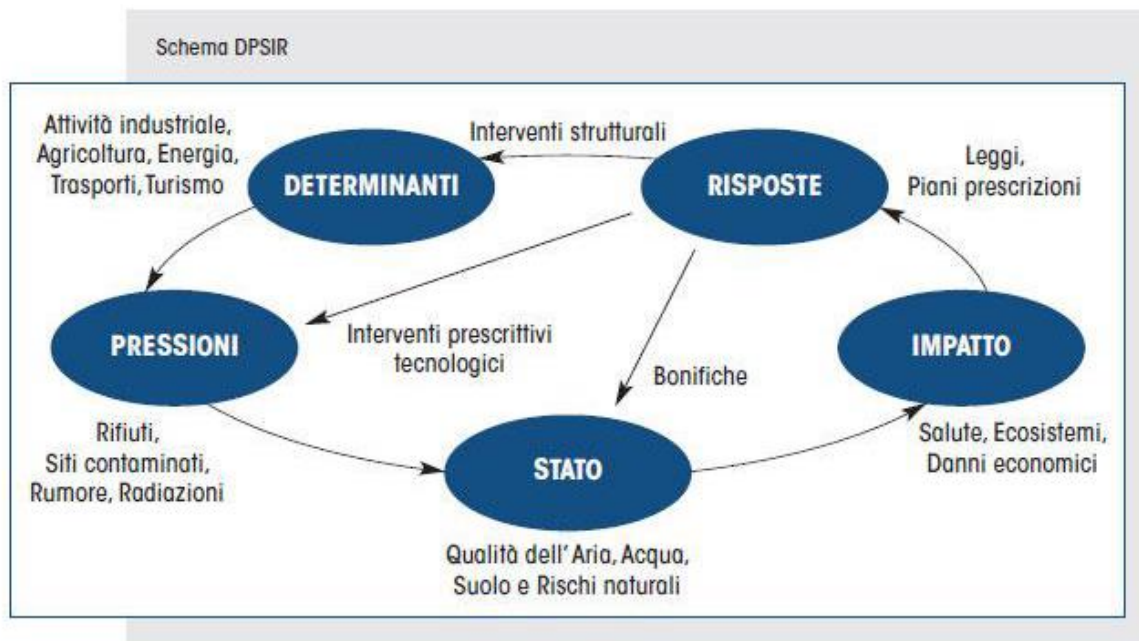 Schema DPSIR
Attività industriale,
Agricoltura, Energia,
Trasporti, Turismo
DETERMINANTI
Interventi strutturali
RISPOSTE
Leggi,
Piani prescrizioni
PRESSIONI
Interventi prescrittivi
tecnologici
Bonifiche
IMPATTO
Rifiuti,
Siti contaminati,
Rumore, Radiazioni
STATO
Salute, Ecosistemi,
Danni economici
Qualità dell'Aria, Acqua,
Suolo e Rischi naturali